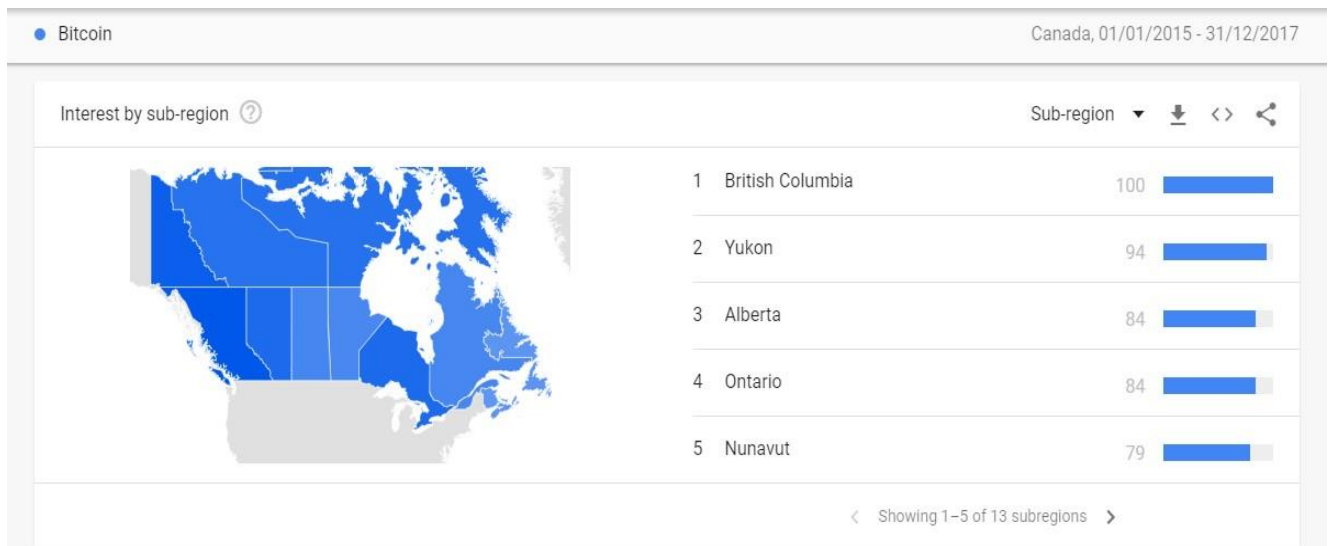 Bitcoin Canada, 01/01/2015 - 31/12/2017
Interest by sub-region ? Sub-region
1 British Columbia 100
2 Yukon 94
3 Alberta 84
4 Ontario 84
5 Nunavut 79
< Showing 1–5 of 13 subregions >